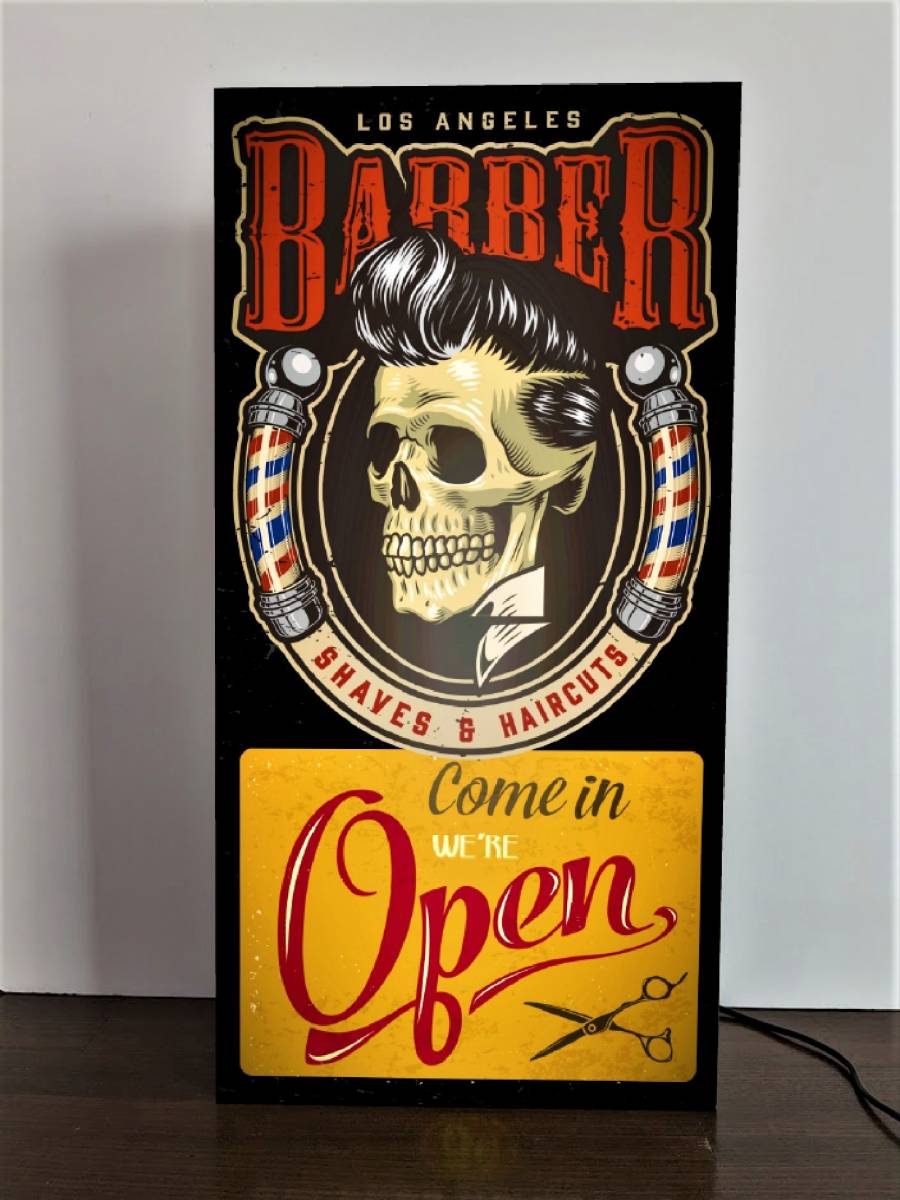 LOS ANGELES
BARBER
SHAVES & HAIRCUTS
Come in
WE'RE
Open